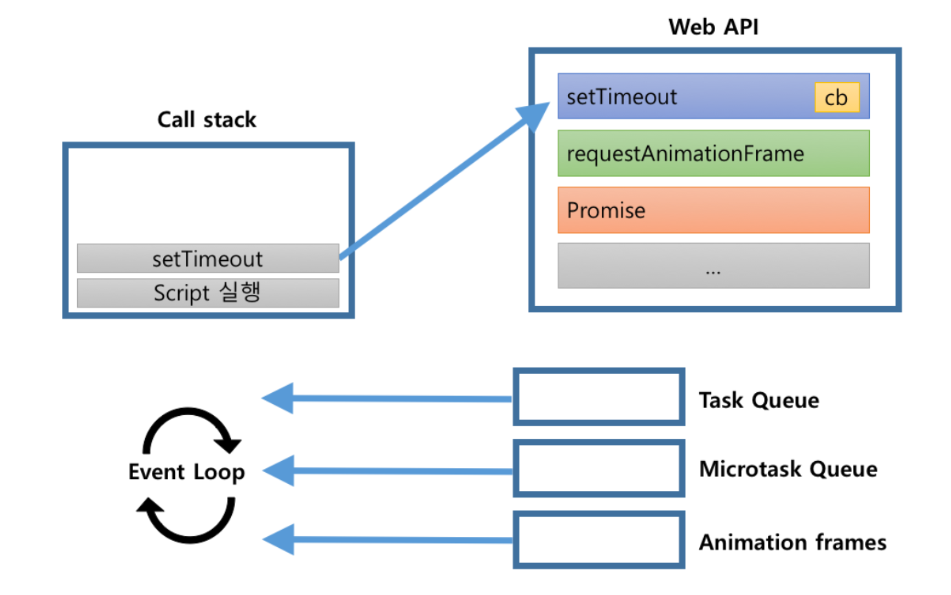 Web API
setTimeout
cb
requestAnimationFrame
Promise
...
Call stack
setTimeout
Script 실행
Event Loop
Task Queue
Microtask Queue
Animation frames